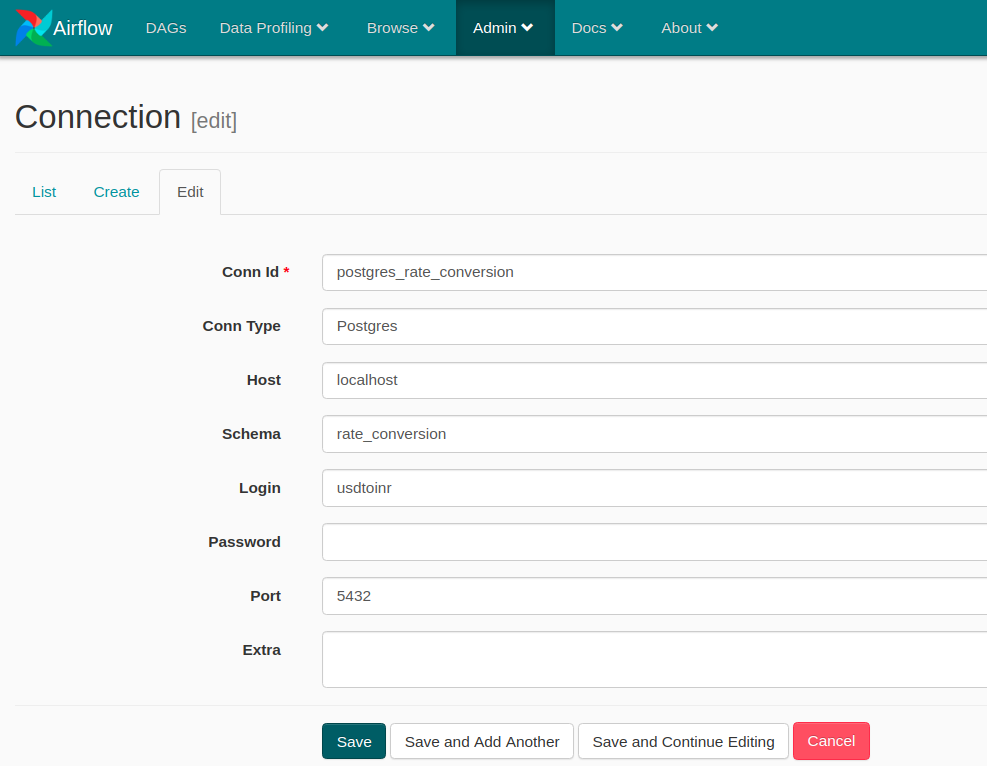 Airflow DAGs Data Profiling Browse Admin Docs About
Connection [edit]
List Create Edit
Conn Id * postgres_rate_conversion
Conn Type Postgres
Host localhost
Schema rate_conversion
Login usdtoinr
Password
Port 5432
Extra
Save Save and Add Another Save and Continue Editing Cancel